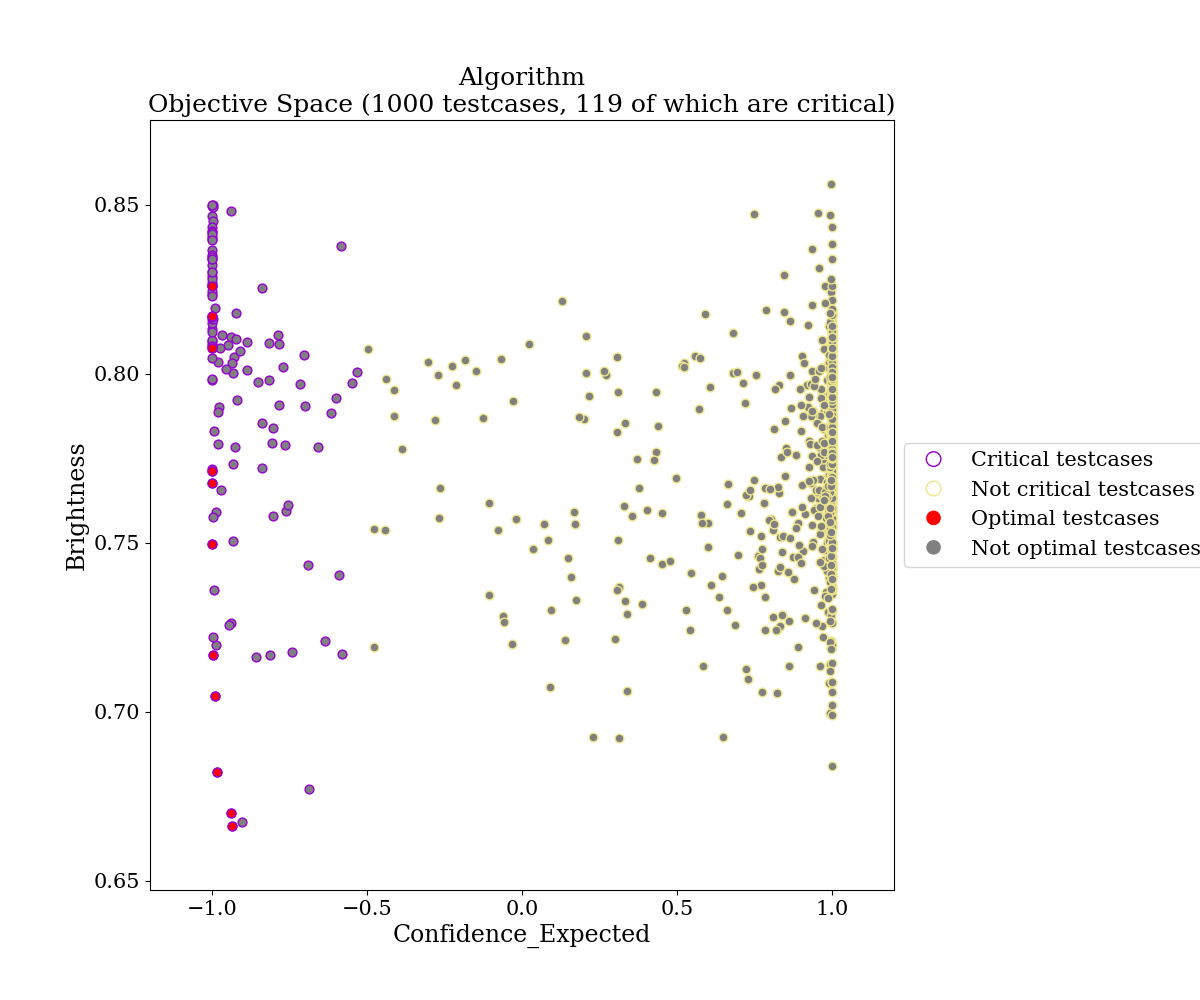 Algorithm
Objective Space (1000 testcases, 119 of which are critical)
0.85
0.80
0.75
0.70
0.65
Brightness
−1.0 −0.5 0.0 0.5 1.0
Confidence_Expected
Critical testcases
Not critical testcases
Optimal testcases
Not optimal testcases